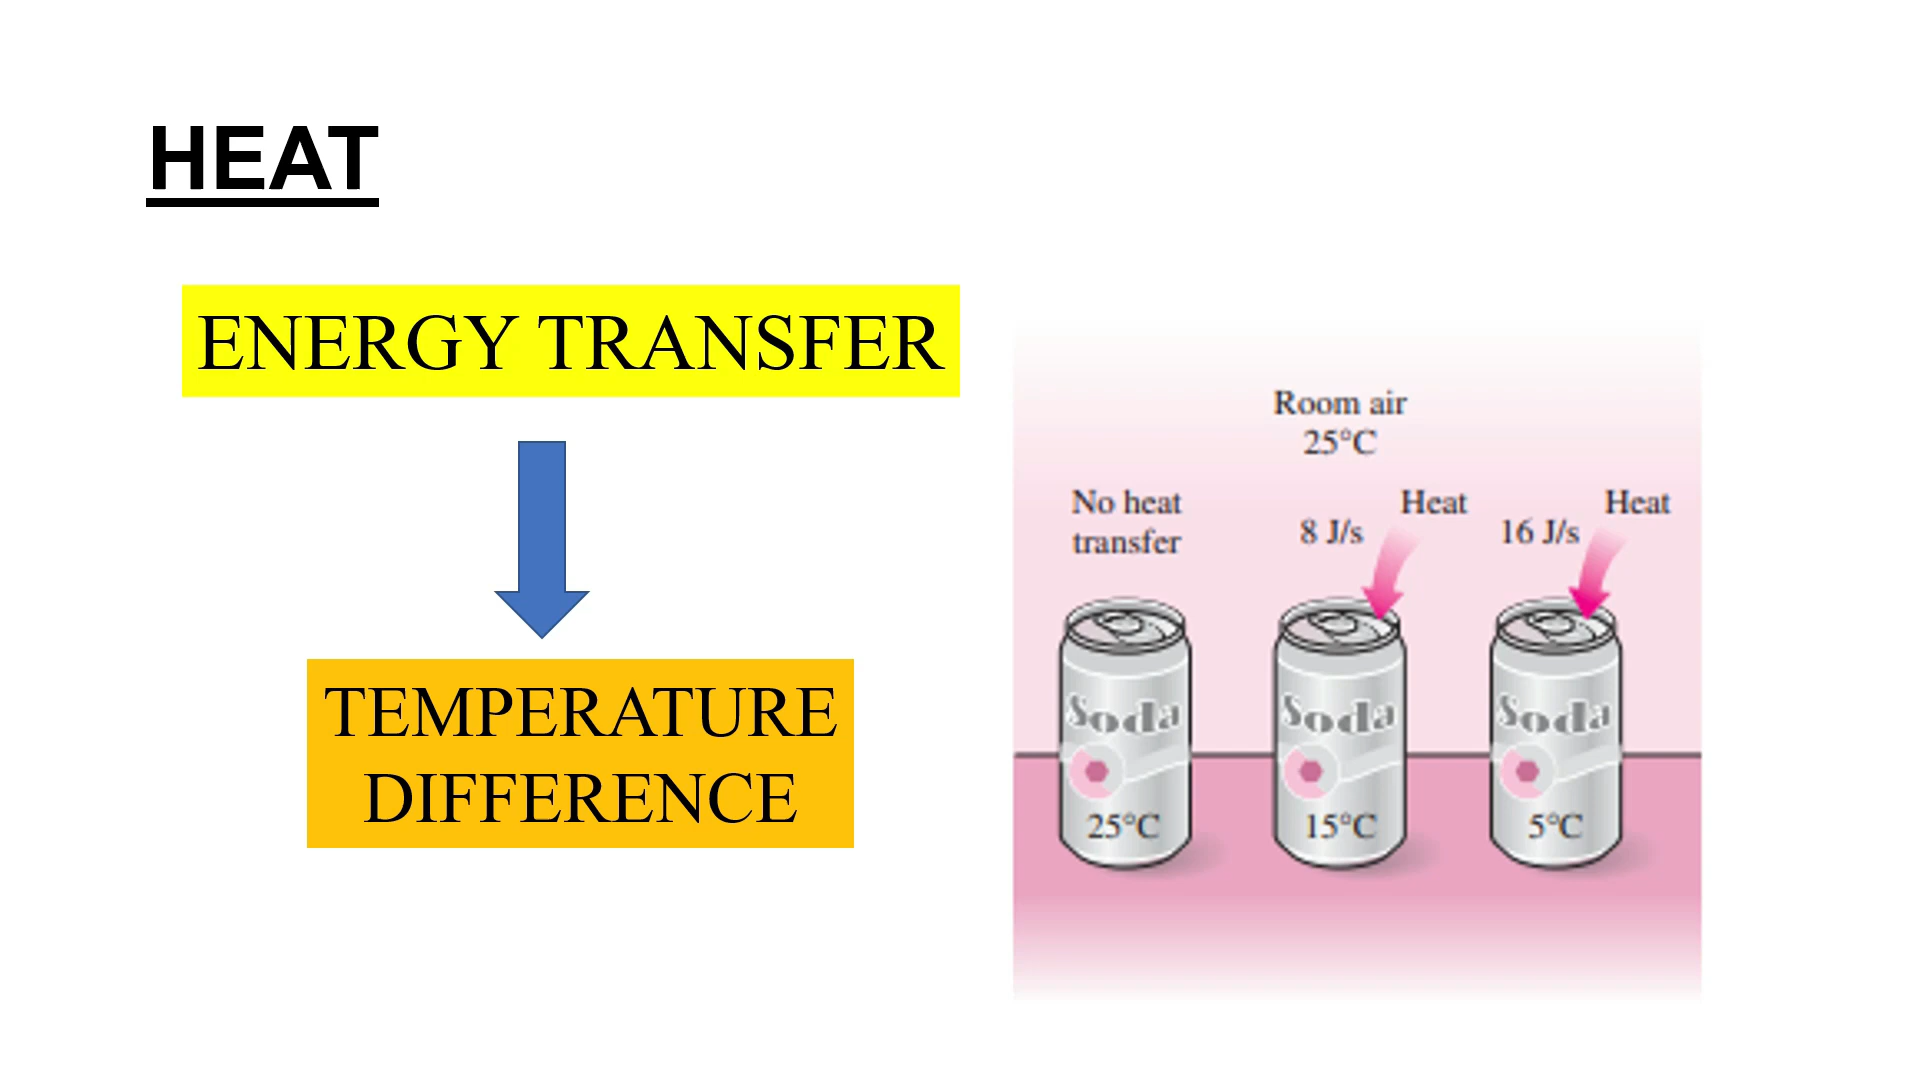 HEAT
ENERGY TRANSFER
TEMPERATURE
DIFFERENCE
Room air
25°C
No heat
transfer
8 J/s
Heat
16 J/s
Heat
Soda
25°C
Soda
15°C
Soda
5°C